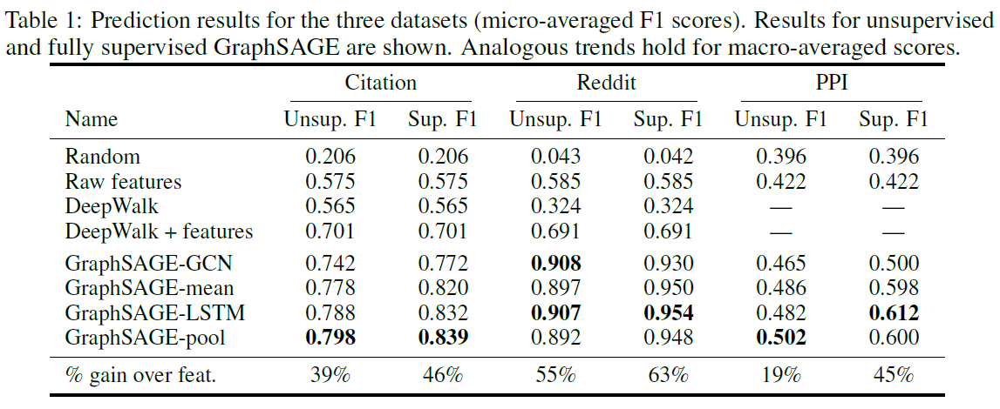 Table 1: Prediction results for the three datasets (micro-averaged F1 scores). Results for unsupervised
and fully supervised GraphSAGE are shown. Analogous trends hold for macro-averaged scores.
Citation Reddit PPI
Name Unsup. F1 Sup. F1 Unsup. F1 Sup. F1 Unsup. F1 Sup. F1
Random 0.206 0.206 0.043 0.042 0.396 0.396
Raw features 0.575 0.575 0.585 0.585 0.422 0.422
DeepWalk 0.565 0.565 0.324 0.324 — —
DeepWalk + features 0.701 0.701 0.691 0.691 — —
GraphSAGE-GCN 0.742 0.772 0.908 0.930 0.465 0.500
GraphSAGE-mean 0.778 0.820 0.897 0.950 0.486 0.598
GraphSAGE-LSTM 0.788 0.832 0.907 0.954 0.482 0.612
GraphSAGE-pool 0.798 0.839 0.892 0.948 0.502 0.600
% gain over feat. 39% 46% 55% 63% 19% 45%